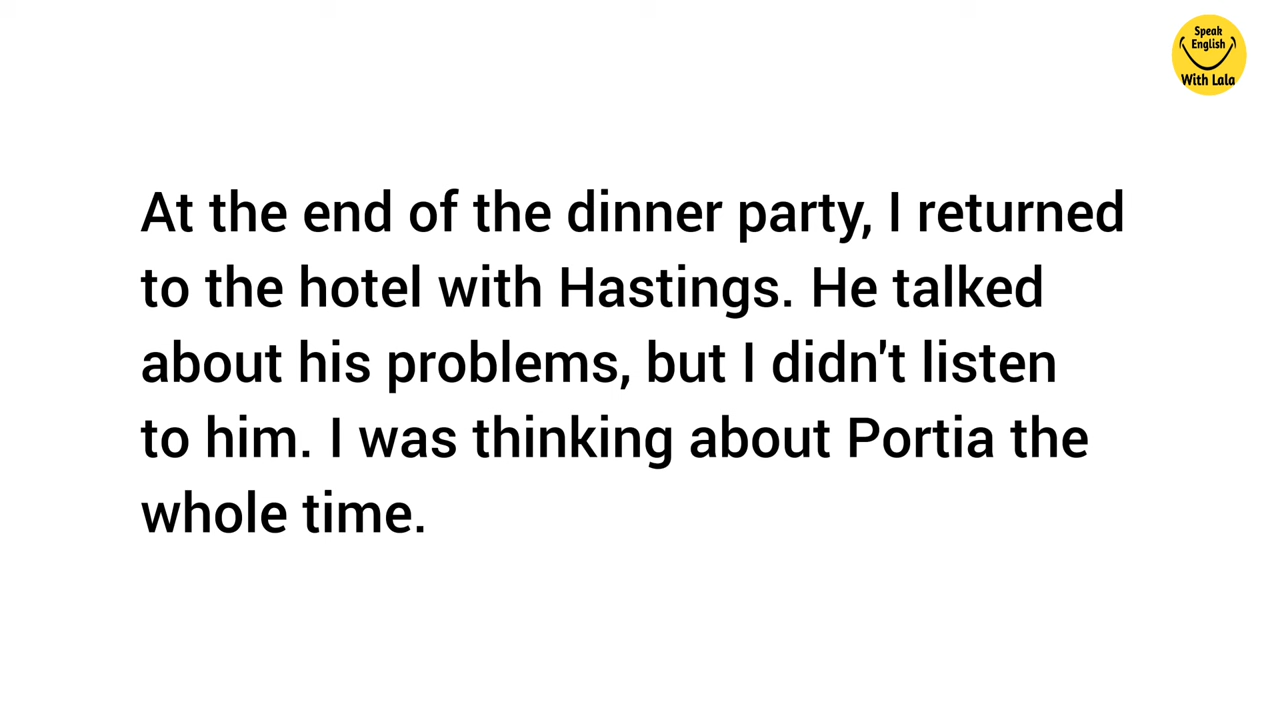 Speak
English
With Lala
At the end of the dinner party, I returned
to the hotel with Hastings. He talked
about his problems, but I didn't listen
to him. I was thinking about Portia the
whole time.